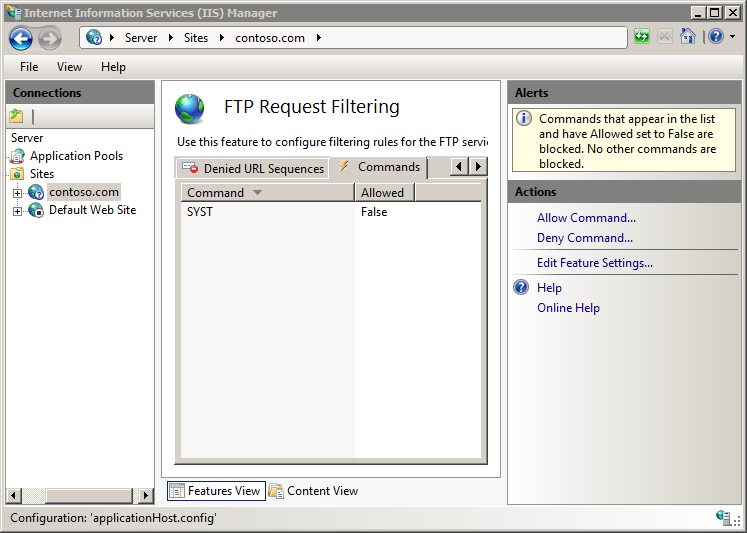 Internet Information Services (IIS) Manager
Server Sites contoso.com
File View Help
Connections
Server
Application Pools
Sites
contoso.com
Default Web Site
FTP Request Filtering
Use this feature to configure filtering rules for the FTP servi
Denied URL Sequences Commands
Command Allowed
SYST False
Features View Content View
Alerts
Commands that appear in the list
and have Allowed set to False are
blocked. No other commands are
blocked.
Actions
Allow Command...
Deny Command...
Edit Feature Settings...
Help
Online Help
Configuration: 'applicationHost.config'